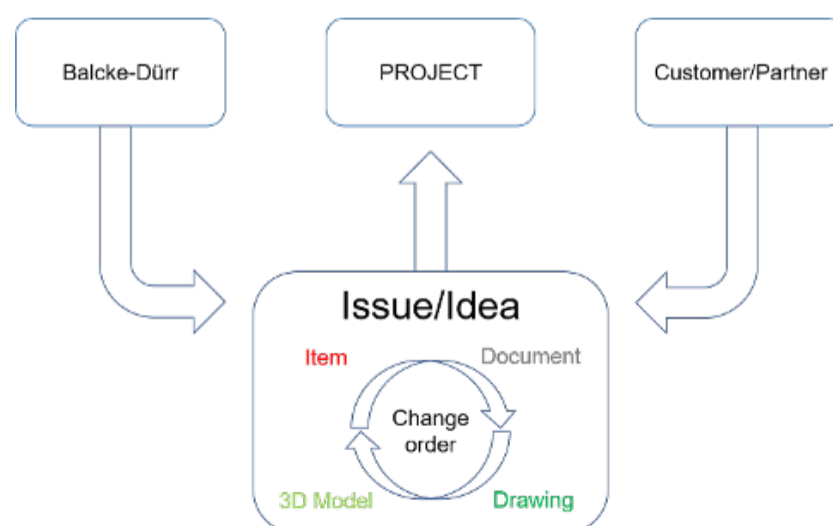 Balcke-Dürr
PROJECT
Customer/Partner
Issue/Idea
Item
Document
Change
order
3D Model
Drawing